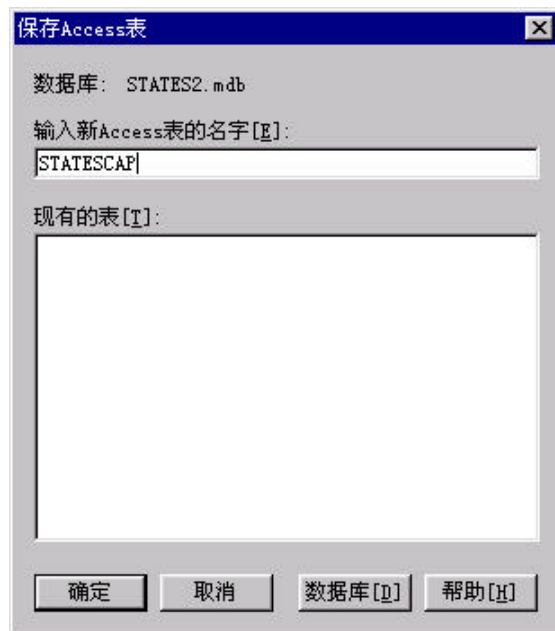 保存Access表
数据库: STATES2.mdb
输入新Access表的名字[E]:
STATESCAP
现有的表[T]:
确定 取消 数据库[D] 帮助[H]